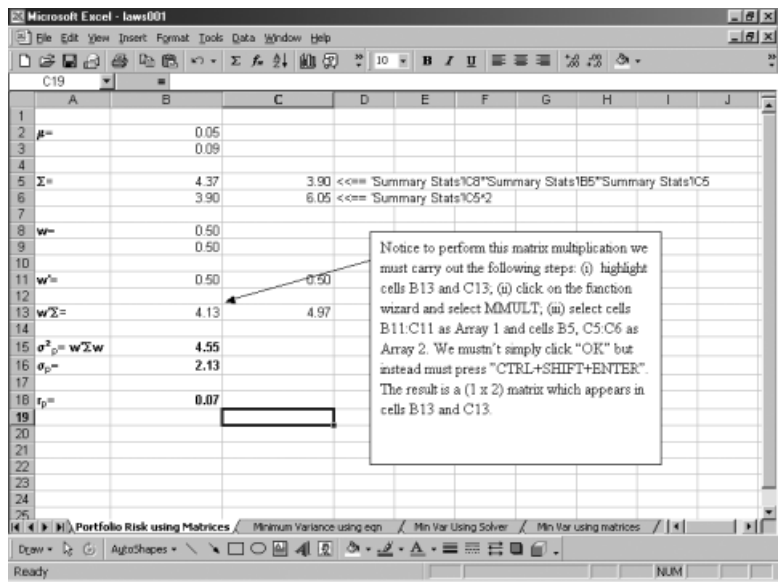 Microsoft Excel - laws001
File Edit View Insert Format Tools Data Window Help
10 B I U
C19 =
A B C D E F G H I J
1
2 μ= 0.05
3 0.09
4
5 Σ= 4.37 3.90 <<== 'Summary Stats'!C8*'Summary Stats'!B5*'Summary Stats'!C5
6 3.90 6.05 <<== 'Summary Stats'!C5^2
7
8 w= 0.50
9 0.50
10
11 w'= 0.50 0.50
12
13 w'Σ= 4.13 4.97
14
15 σ²p= w'Σw 4.55
16 σp= 2.13
17
18 rp= 0.07
19
20
21
22
23
24
25
Notice to perform this matrix multiplication we
must carry out the following steps: (i) highlight
cells B13 and C13; (ii) click on the function
wizard and select MMULT; (iii) select cells
B11:C11 as Array 1 and cells B5, C5:C6 as
Array 2. We mustn't simply click "OK" but
instead must press "CTRL+SHIFT+ENTER".
The result is a (1 x 2) matrix which appears in
cells B13 and C13.
Portfolio Risk using Matrices / Minimum Variance using eqn / Min Var Using Solver / Min Var using matrices /
Draw AutoShapes
Ready NUM